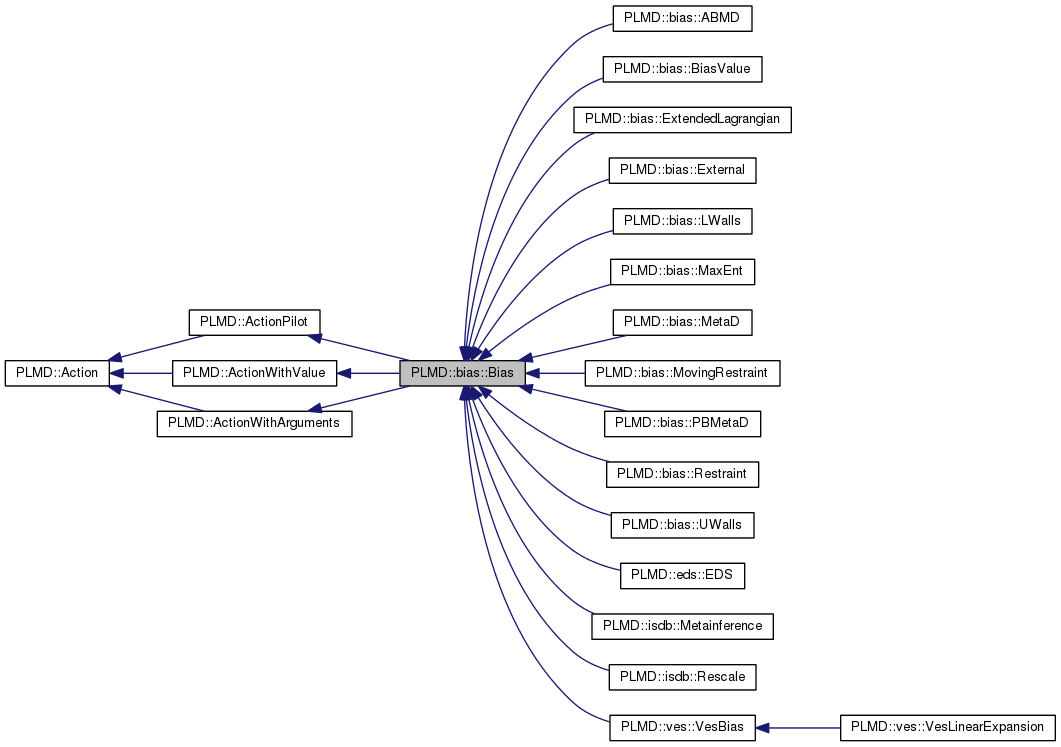 PLMD::bias::ABMD
PLMD::bias::BiasValue
PLMD::bias::ExtendedLagrangian
PLMD::bias::External
PLMD::bias::LWalls
PLMD::bias::MaxEnt
PLMD::ActionPilot
PLMD::bias::MetaD
PLMD::Action
PLMD::ActionWithValue
PLMD::bias::Bias
PLMD::bias::MovingRestraint
PLMD::ActionWithArguments
PLMD::bias::PBMetaD
PLMD::bias::Restraint
PLMD::bias::UWalls
PLMD::eds::EDS
PLMD::isdb::Metainference
PLMD::isdb::Rescale
PLMD::ves::VesBias
PLMD::ves::VesLinearExpansion